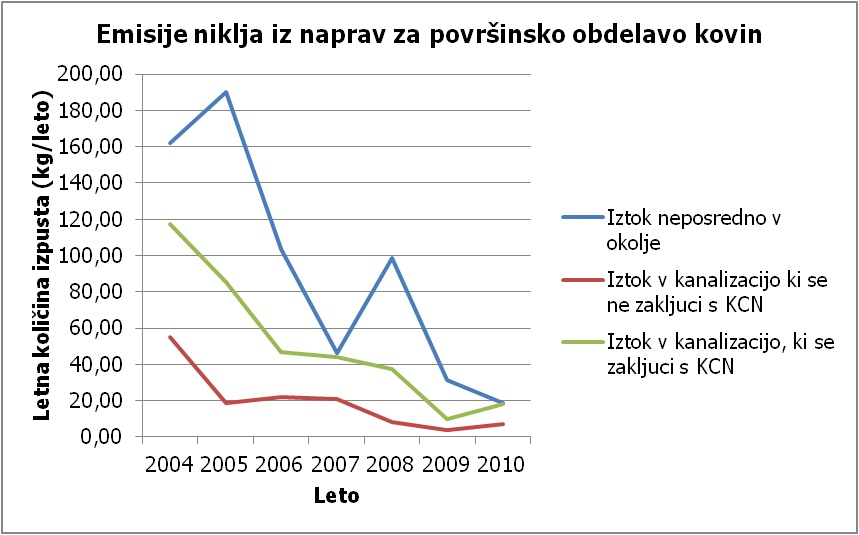 Emisije niklja iz naprav za površinsko obdelavo kovin
Letna količina izpusta (kg/leto)
200,00
180,00
160,00
140,00
120,00
100,00
80,00
60,00
40,00
20,00
0,00
2004 2005 2006 2007 2008 2009 2010
Leto
Iztok neposredno v
okolje
Iztok v kanalizacijo ki se
ne zakljuci s KCN
Iztok v kanalizacijo, ki se
zakljuci s KCN